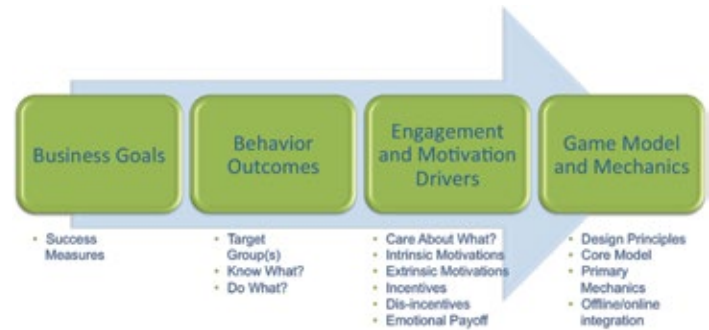 Business Goals
Behavior
Outcomes
Engagement
and Motivation
Drivers
Game Model
and Mechanics
• Success
Measures
• Target
Group(s)
• Know What?
• Do What?
• Care About What?
• Intrinsic Motivations
• Extrinsic Motivations
• Incentives
• Dis-incentives
• Emotional Payoff
• Design Principles
• Core Model
• Primary
Mechanics
• Offline/online
integration